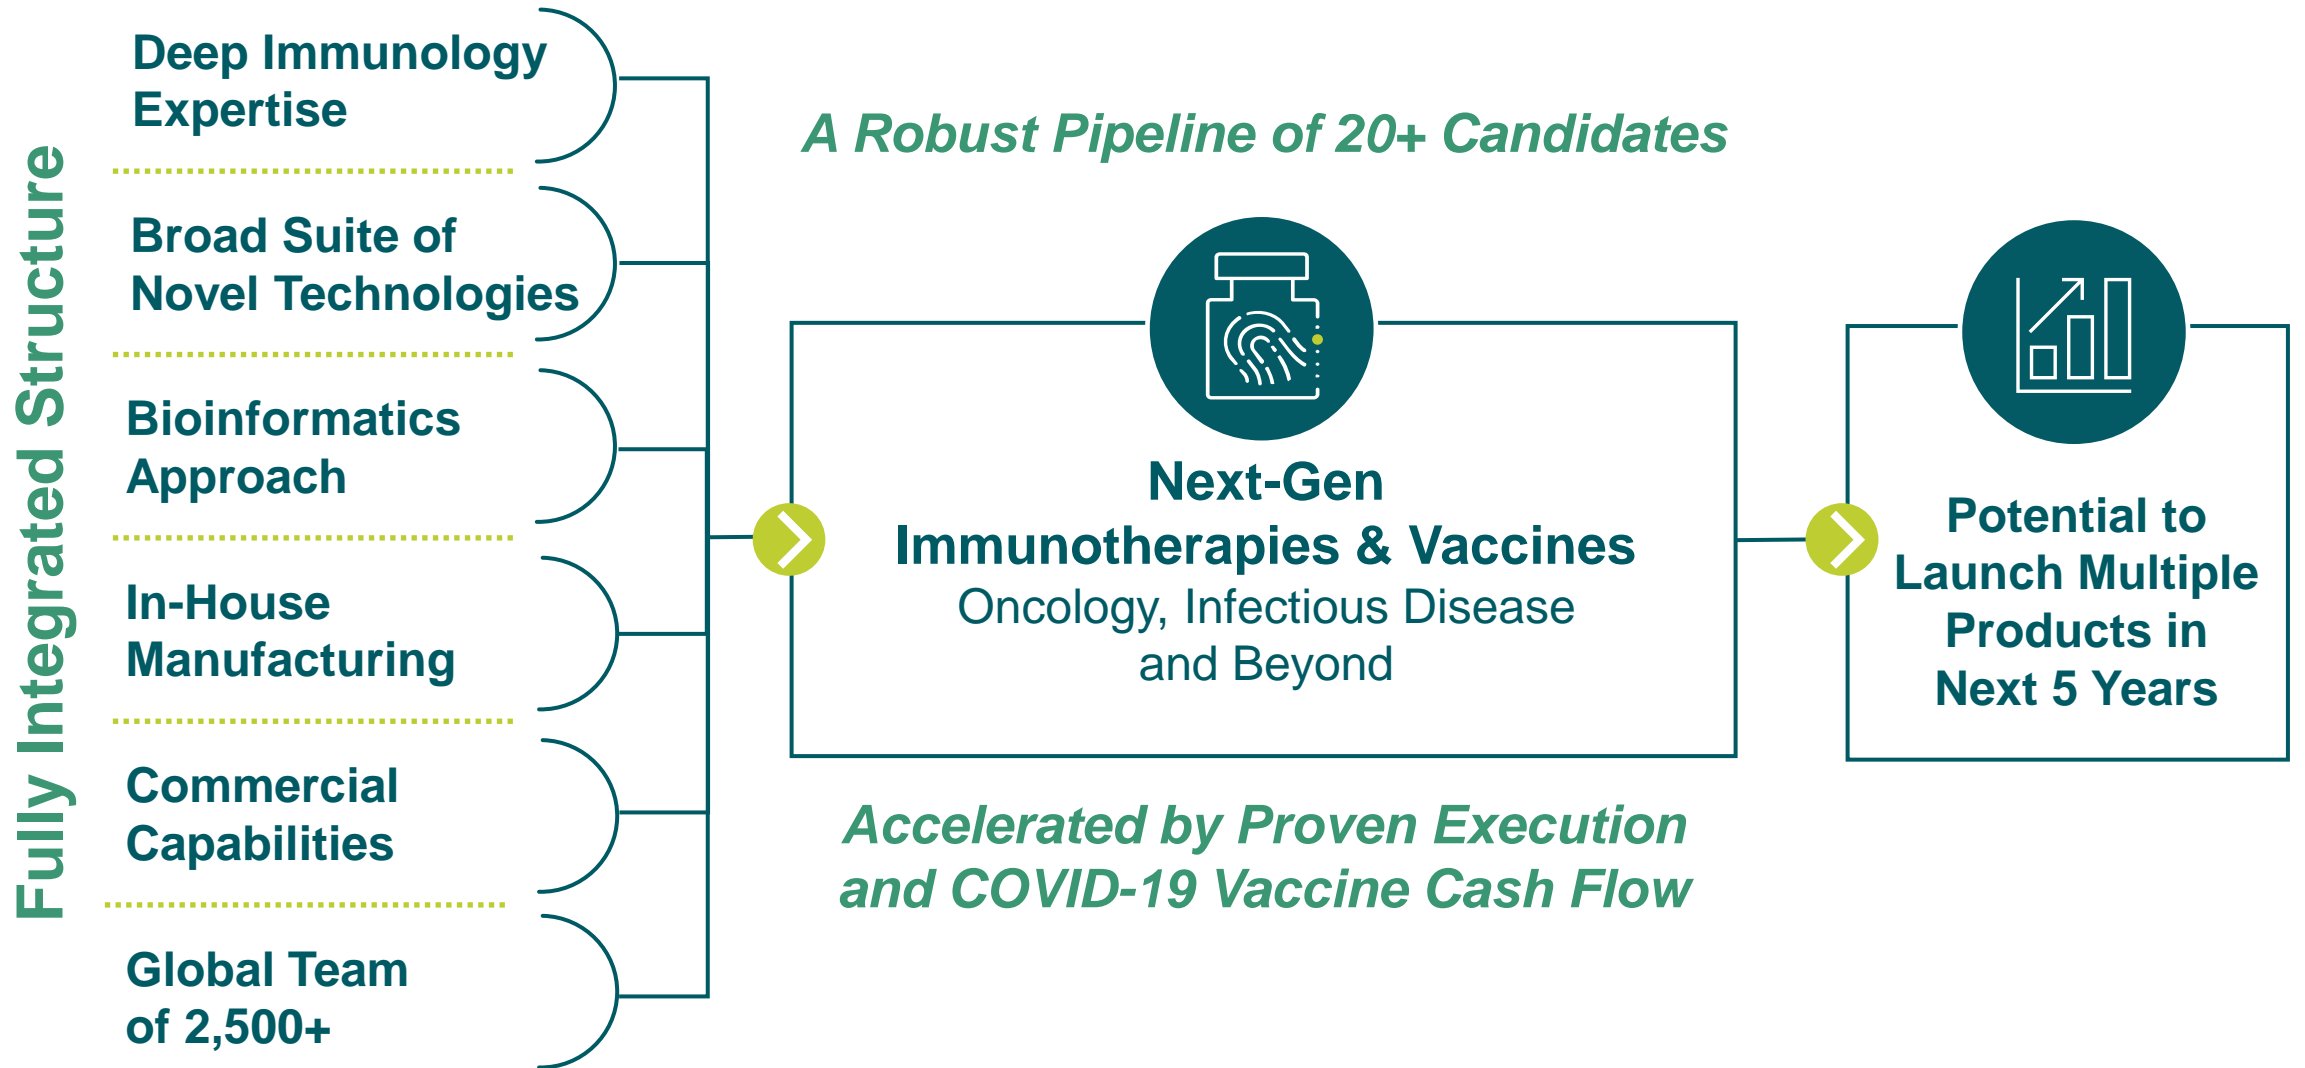 Fully Integrated Structure
Deep Immunology
Expertise
Broad Suite of
Novel Technologies
Bioinformatics
Approach
In-House
Manufacturing
Commercial
Capabilities
Global Team
of 2,500+
A Robust Pipeline of 20+ Candidates
Next-Gen
Immunotherapies & Vaccines
Oncology, Infectious Disease
and Beyond
Accelerated by Proven Execution
and COVID-19 Vaccine Cash Flow
Potential to
Launch Multiple
Products in
Next 5 Years